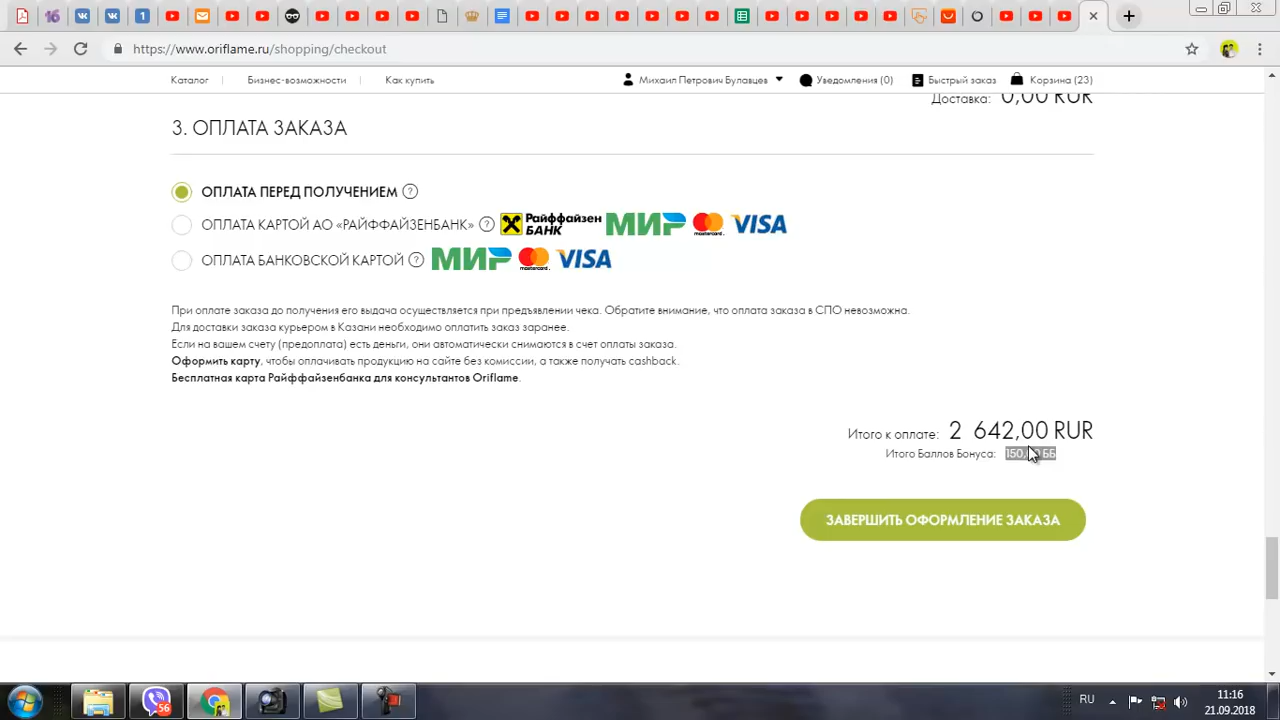 https://www.oriflame.ru/shopping/checkout
Каталог Бизнес-возможности Как купить Михаил Петрович Булавцев Уведомления (0) Быстрый заказ Корзина (23)
Доставка: 0,00 RUR
3. ОПЛАТА ЗАКАЗА
ОПЛАТА ПЕРЕД ПОЛУЧЕНИЕМ ?
ОПЛАТА КАРТОЙ АО «РАЙФФАЙЗЕНБАНК» ? Райффайзен БАНК МИР mastercard. VISA
ОПЛАТА БАНКОВСКОЙ КАРТОЙ ? МИР mastercard. VISA
При оплате заказа до получения его выдача осуществляется при предъявлении чека. Обратите внимание, что оплата заказа в СПО невозможна.
Для доставки заказа курьером в Казани необходимо оплатить заказ заранее.
Если на вашем счету (предоплата) есть деньги, они автоматически снимаются в счет оплаты заказа.
Оформить карту, чтобы оплачивать продукцию на сайте без комиссии, а также получать cashback.
Бесплатная карта Райффайзенбанка для консультантов Oriflame.
Итого к оплате: 2 642,00 RUR
Итого Баллов Бонуса: ББ
ЗАВЕРШИТЬ ОФОРМЛЕНИЕ ЗАКАЗА
56
RU
11:16
21.09.2018